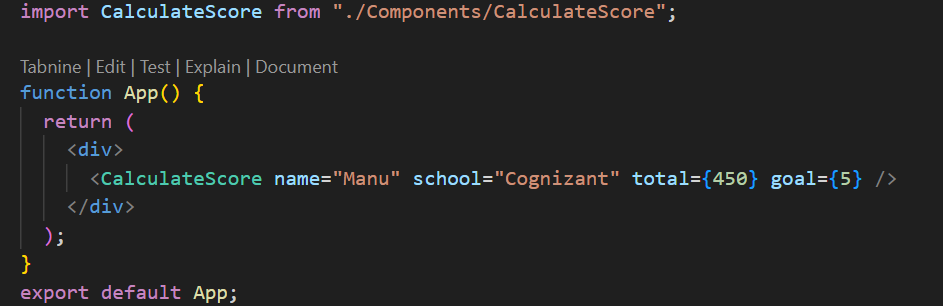 import CalculateScore from "./Components/CalculateScore";
Tabnine | Edit | Test | Explain | Document
function App() {
  return (
    <div>
      <CalculateScore name="Manu" school="Cognizant" total={450} goal={5} />
    </div>
  );
}
export default App;